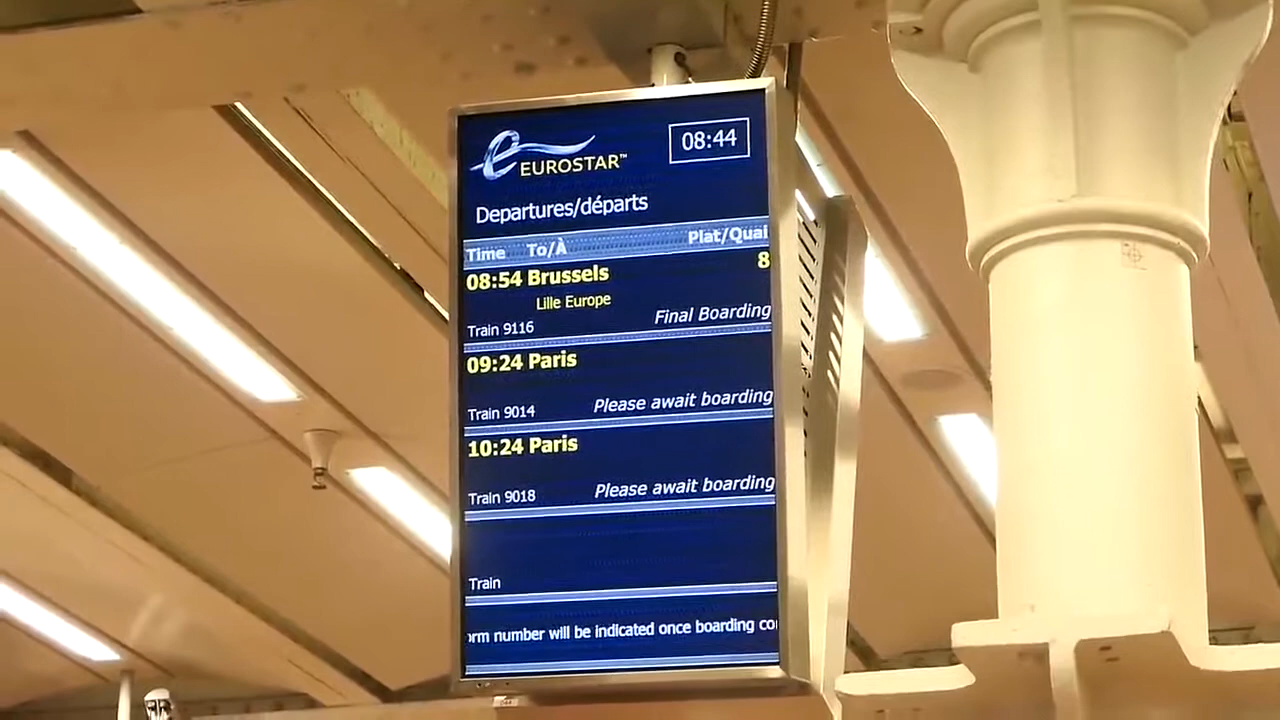 EUROSTAR™
08:44
Departures/départs
Time To/À Plat/Quai
08:54 Brussels 8
Lille Europe
Train 9116 Final Boarding
09:24 Paris
Train 9014 Please await boarding
10:24 Paris
Train 9018 Please await boarding
Train
orm number will be indicated once boarding co